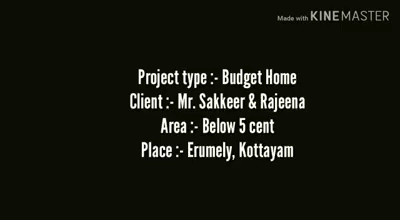 Made with KINEMASTER
Project type :- Budget Home
Client :- Mr. Sakkeer & Rajeena
Area :- Below 5 cent
Place :- Erumely, Kottayam